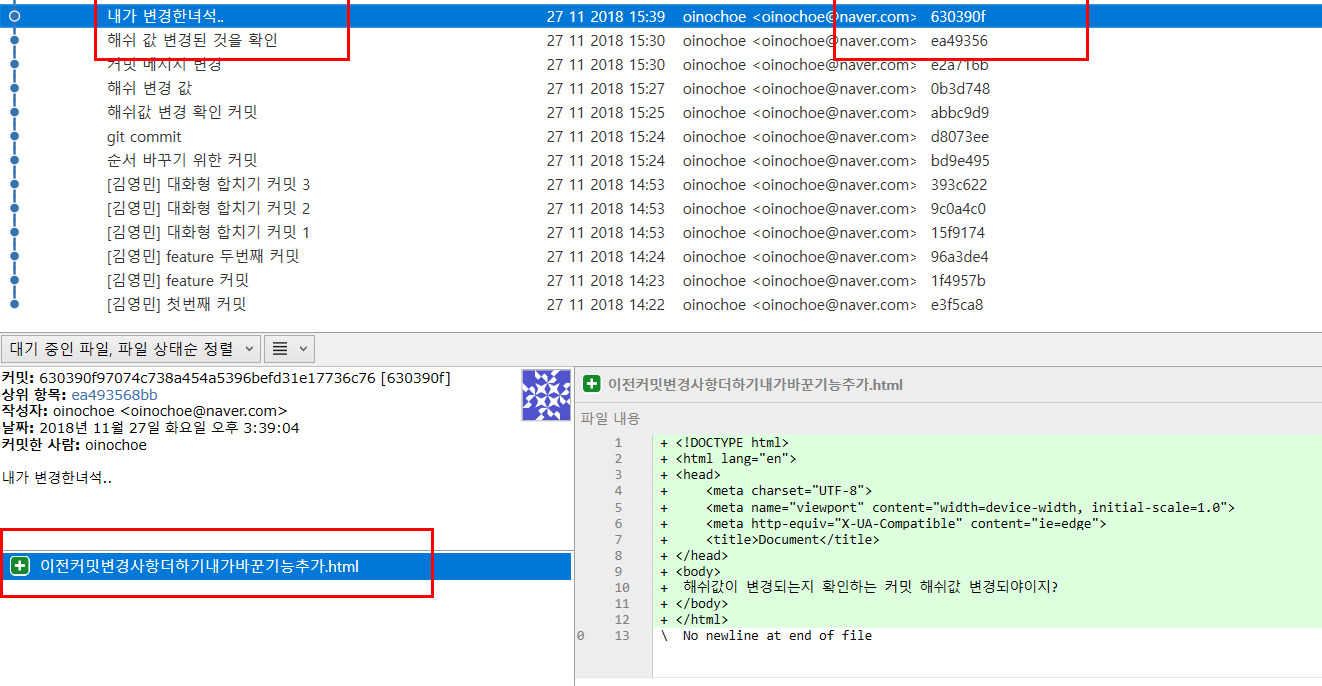 내가 변경한녀석.. 27 11 2018 15:39 oinochoe <oinochoe@naver.com> 630390f
해쉬 값 변경된 것을 확인 27 11 2018 15:30 oinochoe <oinochoe@naver.com> ea49356
커밋 메시지 변경 27 11 2018 15:30 oinochoe <oinochoe@naver.com> e2a716b
해쉬 변경 값 27 11 2018 15:27 oinochoe <oinochoe@naver.com> 0b3d748
해쉬값 변경 확인 커밋 27 11 2018 15:25 oinochoe <oinochoe@naver.com> abbc9d9
git commit 27 11 2018 15:24 oinochoe <oinochoe@naver.com> d8073ee
순서 바꾸기 위한 커밋 27 11 2018 15:24 oinochoe <oinochoe@naver.com> bd9e495
[김영민] 대화형 합치기 커밋 3 27 11 2018 14:53 oinochoe <oinochoe@naver.com> 393c622
[김영민] 대화형 합치기 커밋 2 27 11 2018 14:53 oinochoe <oinochoe@naver.com> 9c0a4c0
[김영민] 대화형 합치기 커밋 1 27 11 2018 14:53 oinochoe <oinochoe@naver.com> 15f9174
[김영민] feature 두번째 커밋 27 11 2018 14:24 oinochoe <oinochoe@naver.com> 96a3de4
[김영민] feature 커밋 27 11 2018 14:23 oinochoe <oinochoe@naver.com> 1f4957b
[김영민] 첫번째 커밋 27 11 2018 14:22 oinochoe <oinochoe@naver.com> e3f5ca8
대기 중인 파일, 파일 상태순 정렬
커밋: 630390f97074c738a454a5396befd31e17736c76 [630390f]
상위 항목: ea493568bb
작성자: oinochoe <oinochoe@naver.com>
날짜: 2018년 11월 27일 화요일 오후 3:39:04
커밋한 사람: oinochoe
내가 변경한녀석..
이전커밋변경사항더하기내가바꾼기능추가.html
이전커밋변경사항더하기내가바꾼기능추가.html
파일 내용
1 + <!DOCTYPE html>
2 + <html lang="en">
3 + <head>
4 + <meta charset="UTF-8">
5 + <meta name="viewport" content="width=device-width, initial-scale=1.0">
6 + <meta http-equiv="X-UA-Compatible" content="ie=edge">
7 + <title>Document</title>
8 + </head>
9 + <body>
10 + 해쉬값이 변경되는지 확인하는 커밋 해쉬값 변경되야이지?
11 + </body>
12 + </html>
0 13 \ No newline at end of file